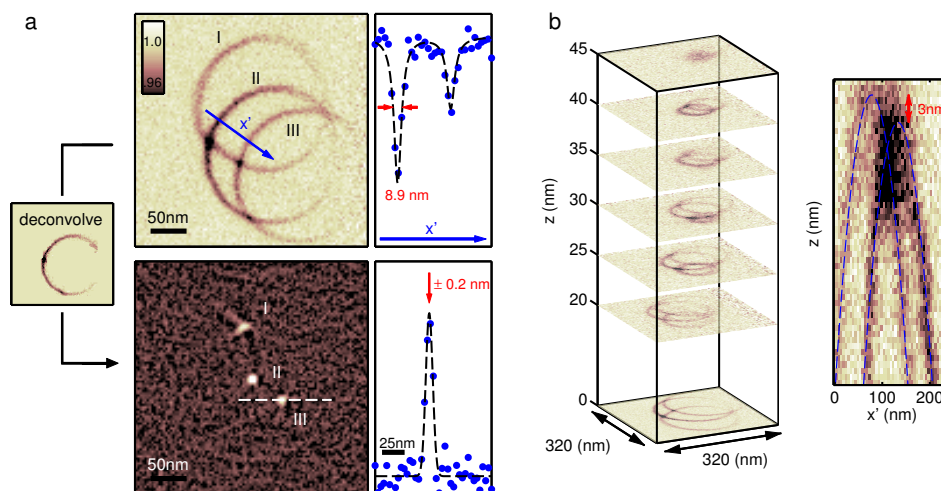 a
1.0
.96
I
II
III
x'
50nm
8.9 nm
x'
deconvolve
I
II
III
50nm
± 0.2 nm
25nm
b
45
40
35
30
25
20
0
z (nm)
320 (nm)
320 (nm)
3nm
z (nm)
0
100
200
x' (nm)